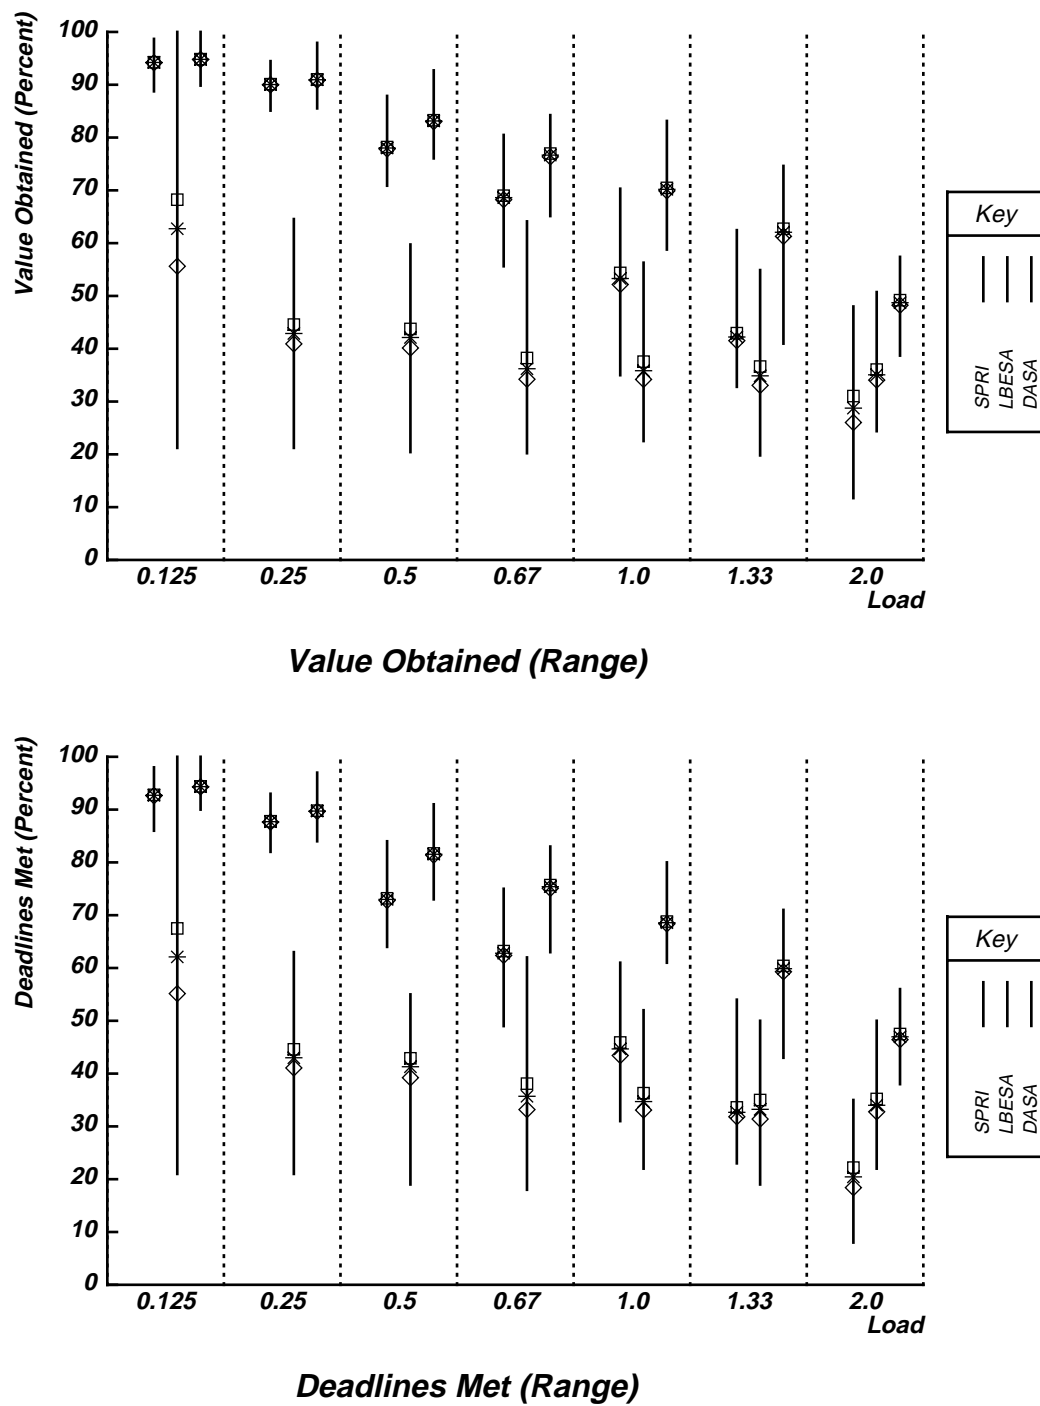 Value Obtained (Percent)
100
90
80
70
60
50
40
30
20
10
0
0.125 0.25 0.5 0.67 1.0 1.33 2.0
Load
Key
SPRI
LBESA
DASA
Value Obtained (Range)
Deadlines Met (Percent)
100
90
80
70
60
50
40
30
20
10
0
0.125 0.25 0.5 0.67 1.0 1.33 2.0
Load
Key
SPRI
LBESA
DASA
Deadlines Met (Range)